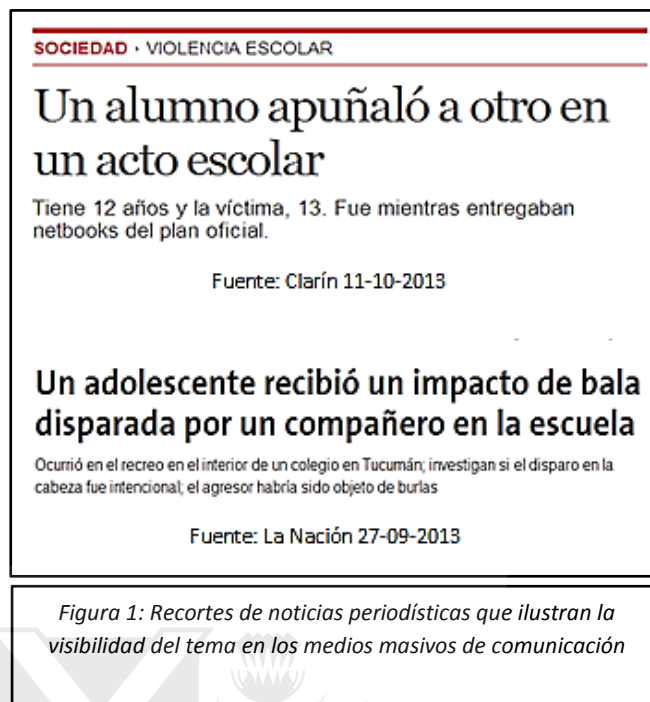 SOCIEDAD · VIOLENCIA ESCOLAR
Un alumno apuñaló a otro en
un acto escolar
Tiene 12 años y la víctima, 13. Fue mientras entregaban
netbooks del plan oficial.
Fuente: Clarín 11-10-2013
Un adolescente recibió un impacto de bala
disparada por un compañero en la escuela
Ocurrió en el recreo en el interior de un colegio en Tucumán; investigan si el disparo en la
cabeza fue intencional; el agresor habría sido objeto de burlas
Fuente: La Nación 27-09-2013
Figura 1: Recortes de noticias periodísticas que ilustran la
visibilidad del tema en los medios masivos de comunicación